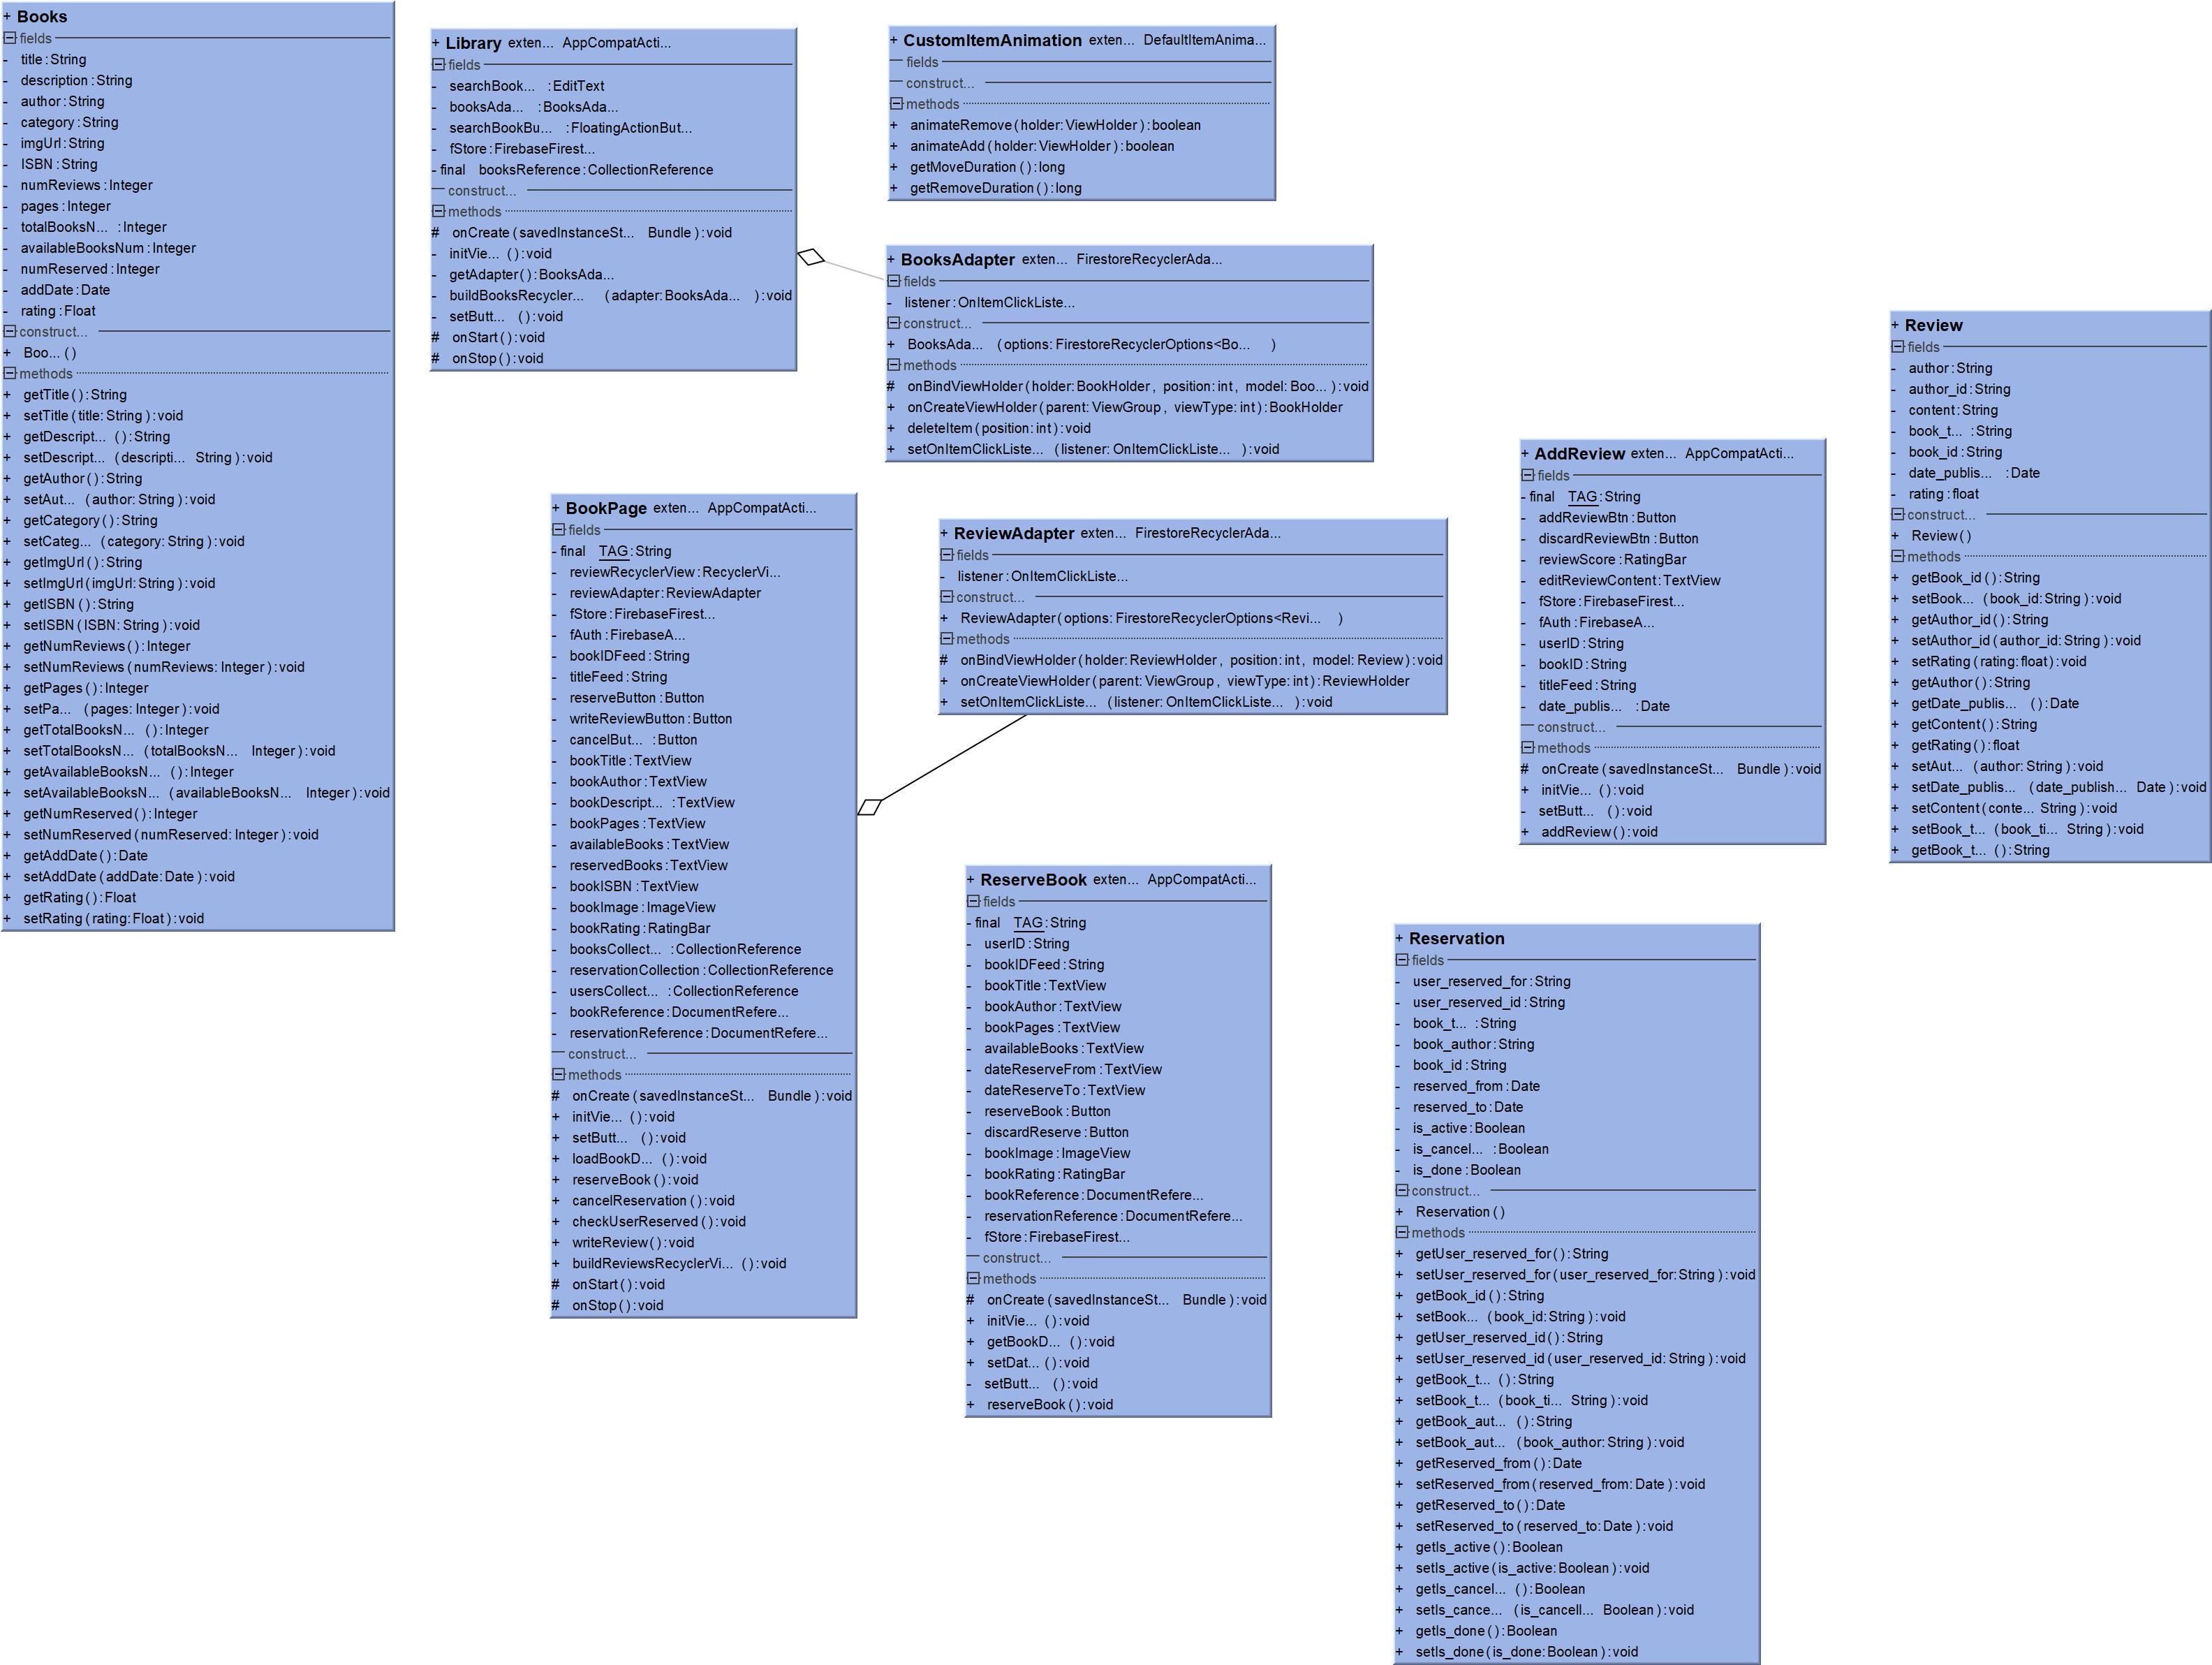 + Books
fields
- title : String
- description : String
- author : String
- category : String
- imgUrl : String
- ISBN : String
- numReviews : Integer
- pages : Integer
- totalBooksN... : Integer
- availableBooksNum : Integer
- numReserved : Integer
- addDate : Date
- rating : Float
construct...
+ Boo... ( )
methods
+ getTitle ( ) : String
+ setTitle ( title: String ) : void
+ getDescript... ( ) : String
+ setDescript... ( descripti... String ) : void
+ getAuthor ( ) : String
+ setAut... ( author: String ) : void
+ getCategory ( ) : String
+ setCateg... ( category: String ) : void
+ getImgUrl ( ) : String
+ setImgUrl ( imgUrl: String ) : void
+ getISBN ( ) : String
+ setISBN ( ISBN: String ) : void
+ getNumReviews ( ) : Integer
+ setNumReviews ( numReviews: Integer ) : void
+ getPages ( ) : Integer
+ setPa... ( pages: Integer ) : void
+ getTotalBooksN... ( ) : Integer
+ setTotalBooksN... ( totalBooksN... Integer ) : void
+ getAvailableBooksN... ( ) : Integer
+ setAvailableBooksN... ( availableBooksN... Integer ) : void
+ getNumReserved ( ) : Integer
+ setNumReserved ( numReserved: Integer ) : void
+ getAddDate ( ) : Date
+ setAddDate ( addDate: Date ) : void
+ getRating ( ) : Float
+ setRating ( rating: Float ) : void
+ Library exten... AppCompatActi...
fields
- searchBook... : EditText
- booksAda... : BooksAda...
- searchBookBu... : FloatingActionBut...
- fStore : FirebaseFirest...
- final booksReference : CollectionReference
construct...
methods
# onCreate ( savedInstanceSt... Bundle ) : void
- initVie... ( ) : void
- getAdapter ( ) : BooksAda...
- buildBooksRecycler... ( adapter: BooksAda... ) : void
- setButt... ( ) : void
# onStart ( ) : void
# onStop ( ) : void
+ CustomItemAnimation exten... DefaultItemAnima...
fields
construct...
methods
+ animateRemove ( holder: ViewHolder ) : boolean
+ animateAdd ( holder: ViewHolder ) : boolean
+ getMoveDuration ( ) : long
+ getRemoveDuration ( ) : long
+ BooksAdapter exten... FirestoreRecyclerAda...
fields
- listener : OnItemClickListe...
construct...
+ BooksAda... ( options: FirestoreRecyclerOptions<Bo... )
methods
# onBindViewHolder ( holder: BookHolder , position: int , model: Boo... ) : void
+ onCreateViewHolder ( parent: ViewGroup , viewType: int ) : BookHolder
+ deleteItem ( position: int ) : void
+ setOnItemClickListe... ( listener: OnItemClickListe... ) : void
+ BookPage exten... AppCompatActi...
fields
- final TAG : String
- reviewRecyclerView : RecyclerVi...
- reviewAdapter : ReviewAdapter
- fStore : FirebaseFirest...
- fAuth : FirebaseA...
- bookIDFeed : String
- titleFeed : String
- reserveButton : Button
- writeReviewButton : Button
- cancelBut... : Button
- bookTitle : TextView
- bookAuthor : TextView
- bookDescript... : TextView
- bookPages : TextView
- availableBooks : TextView
- reservedBooks : TextView
- bookISBN : TextView
- bookImage : ImageView
- bookRating : RatingBar
- booksCollect... : CollectionReference
- reservationCollection : CollectionReference
- usersCollect... : CollectionReference
- bookReference : DocumentRefere...
- reservationReference : DocumentRefere...
construct...
methods
# onCreate ( savedInstanceSt... Bundle ) : void
+ initVie... ( ) : void
+ setButt... ( ) : void
+ loadBookD... ( ) : void
+ reserveBook ( ) : void
+ cancelReservation ( ) : void
+ checkUserReserved ( ) : void
+ writeReview ( ) : void
+ buildReviewsRecyclerVi... ( ) : void
# onStart ( ) : void
# onStop ( ) : void
+ ReviewAdapter exten... FirestoreRecyclerAda...
fields
- listener : OnItemClickListe...
construct...
+ ReviewAdapter ( options: FirestoreRecyclerOptions<Revi... )
methods
# onBindViewHolder ( holder: ReviewHolder , position: int , model: Review ) : void
+ onCreateViewHolder ( parent: ViewGroup , viewType: int ) : ReviewHolder
+ setOnItemClickListe... ( listener: OnItemClickListe... ) : void
+ ReserveBook exten... AppCompatActi...
fields
- final TAG : String
- userID : String
- bookIDFeed : String
- bookTitle : TextView
- bookAuthor : TextView
- bookPages : TextView
- availableBooks : TextView
- dateReserveFrom : TextView
- dateReserveTo : TextView
- reserveBook : Button
- discardReserve : Button
- bookImage : ImageView
- bookRating : RatingBar
- bookReference : DocumentRefere...
- reservationReference : DocumentRefere...
- fStore : FirebaseFirest...
construct...
methods
# onCreate ( savedInstanceSt... Bundle ) : void
+ initVie... ( ) : void
+ getBookD... ( ) : void
+ setDat... ( ) : void
- setButt... ( ) : void
+ reserveBook ( ) : void
+ AddReview exten... AppCompatActi...
fields
- final TAG : String
- addReviewBtn : Button
- discardReviewBtn : Button
- reviewScore : RatingBar
- editReviewContent : TextView
- fStore : FirebaseFirest...
- fAuth : FirebaseA...
- userID : String
- bookID : String
- titleFeed : String
- date_publis... : Date
construct...
methods
# onCreate ( savedInstanceSt... Bundle ) : void
+ initVie... ( ) : void
- setButt... ( ) : void
+ addReview ( ) : void
+ Review
fields
- author : String
- author_id : String
- content : String
- book_t... : String
- book_id : String
- date_publis... : Date
- rating : float
construct...
+ Review ( )
methods
+ getBook_id ( ) : String
+ setBook... ( book_id: String ) : void
+ getAuthor_id ( ) : String
+ setAuthor_id ( author_id: String ) : void
+ setRating ( rating: float ) : void
+ getAuthor ( ) : String
+ getDate_publis... ( ) : Date
+ getContent ( ) : String
+ getRating ( ) : float
+ setAut... ( author: String ) : void
+ setDate_publis... ( date_publish... Date ) : void
+ setContent ( conte... String ) : void
+ setBook_t... ( book_ti... String ) : void
+ getBook_t... ( ) : String
+ Reservation
fields
- user_reserved_for : String
- user_reserved_id : String
- book_t... : String
- book_author : String
- book_id : String
- reserved_from : Date
- reserved_to : Date
- is_active : Boolean
- is_cancel... : Boolean
- is_done : Boolean
construct...
+ Reservation ( )
methods
+ getUser_reserved_for ( ) : String
+ setUser_reserved_for ( user_reserved_for: String ) : void
+ getBook_id ( ) : String
+ setBook... ( book_id: String ) : void
+ getUser_reserved_id ( ) : String
+ setUser_reserved_id ( user_reserved_id: String ) : void
+ getBook_t... ( ) : String
+ setBook_t... ( book_ti... String ) : void
+ getBook_aut... ( ) : String
+ setBook_aut... ( book_author: String ) : void
+ getReserved_from ( ) : Date
+ setReserved_from ( reserved_from: Date ) : void
+ getReserved_to ( ) : Date
+ setReserved_to ( reserved_to: Date ) : void
+ getIs_active ( ) : Boolean
+ setIs_active ( is_active: Boolean ) : void
+ getIs_cancel... ( ) : Boolean
+ setIs_cance... ( is_cancell... Boolean ) : void
+ getIs_done ( ) : Boolean
+ setIs_done ( is_done: Boolean ) : void